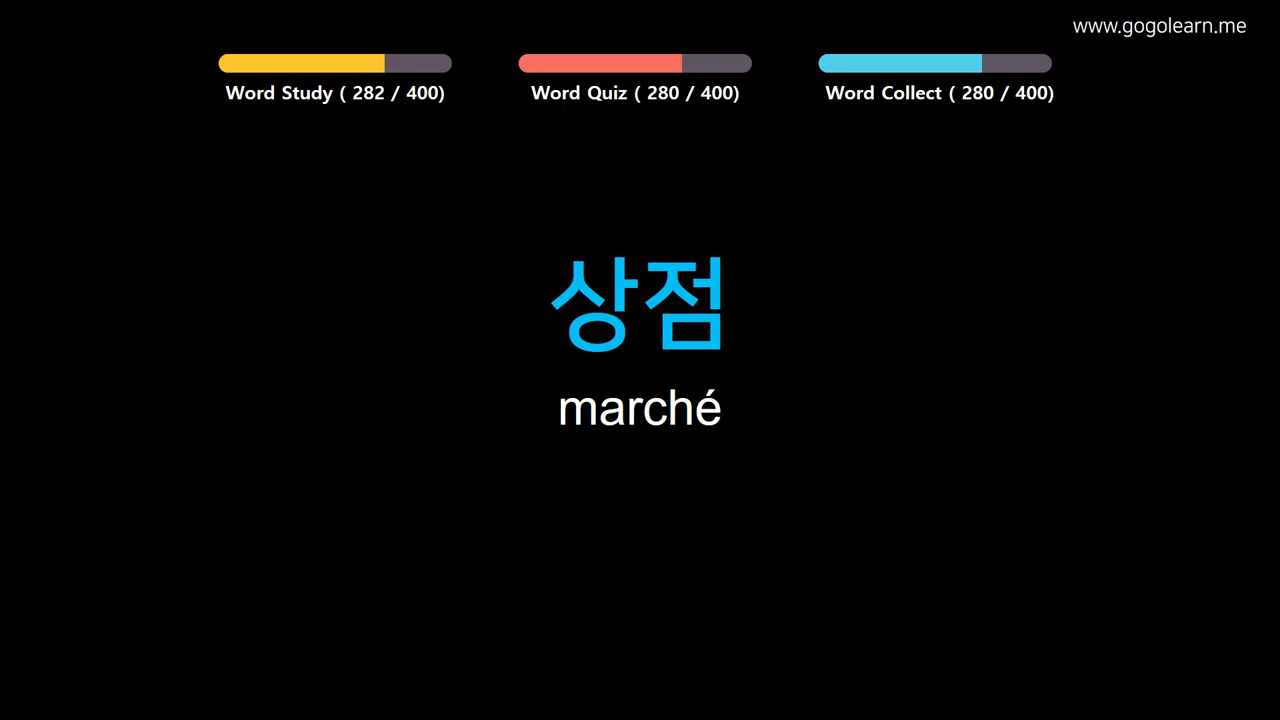 www.gogolearn.me
Word Study ( 282 / 400)
Word Quiz ( 280 / 400)
Word Collect ( 280 / 400)
상점
marché